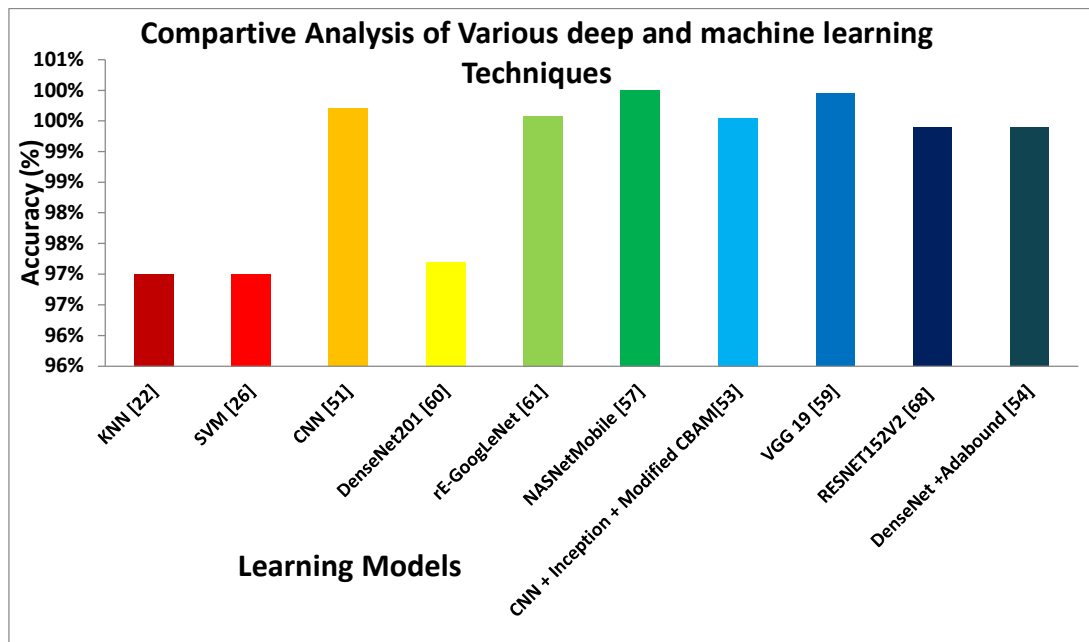 Compartive Analysis of Various deep and machine learning
Techniques
101%
100%
100%
99%
99%
98%
98%
97%
97%
96%
96%
Accuracy (%)
KNN [22]
SVM [26]
CNN [51]
DenseNet201 [60]
rE-GoogLeNet [61]
NASNetMobile [57]
CNN + Inception + Modified CBAM[53]
VGG 19 [59]
RESNET152V2 [68]
DenseNet +Adabound [54]
Learning Models